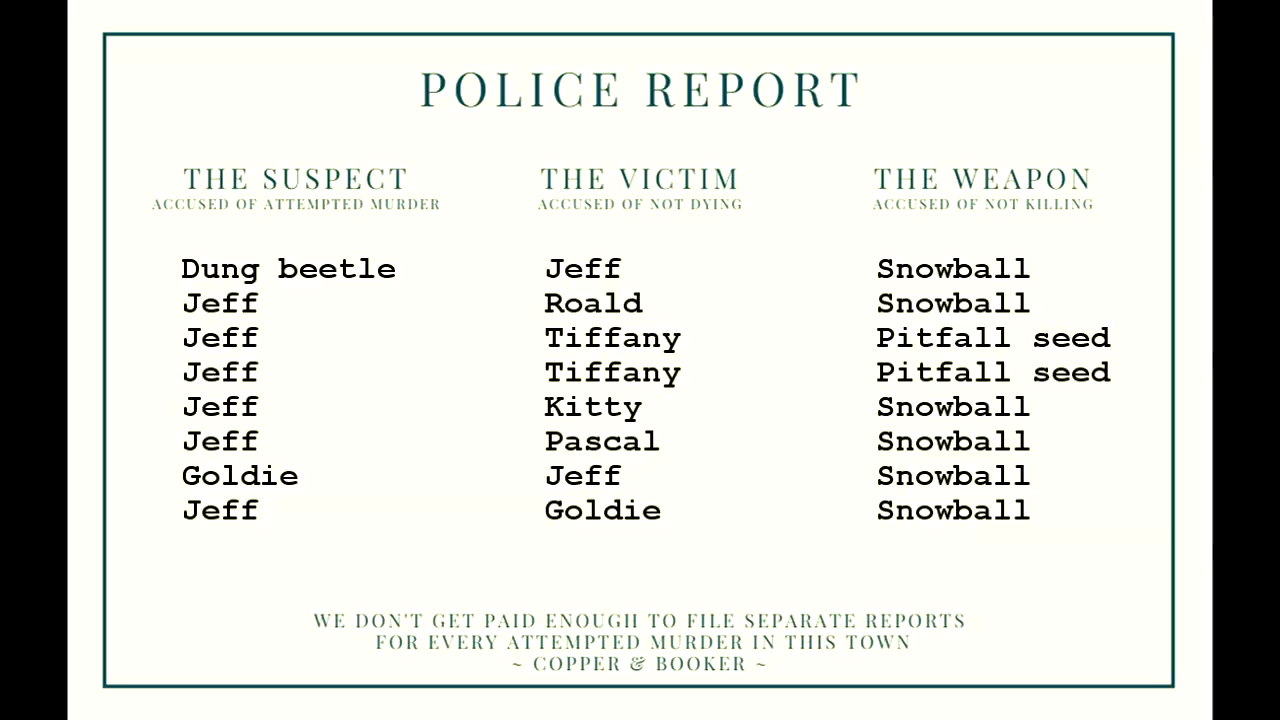 POLICE REPORT
THE SUSPECT THE VICTIM THE WEAPON
ACCUSED OF ATTEMPTED MURDER ACCUSED OF NOT DYING ACCUSED OF NOT KILLING
Dung beetle Jeff Snowball
Jeff Roald Snowball
Jeff Tiffany Pitfall seed
Jeff Tiffany Pitfall seed
Jeff Kitty Snowball
Jeff Pascal Snowball
Goldie Jeff Snowball
Jeff Goldie Snowball
WE DON'T GET PAID ENOUGH TO FILE SEPARATE REPORTS
FOR EVERY ATTEMPTED MURDER IN THIS TOWN
~ COPPER & BOOKER ~